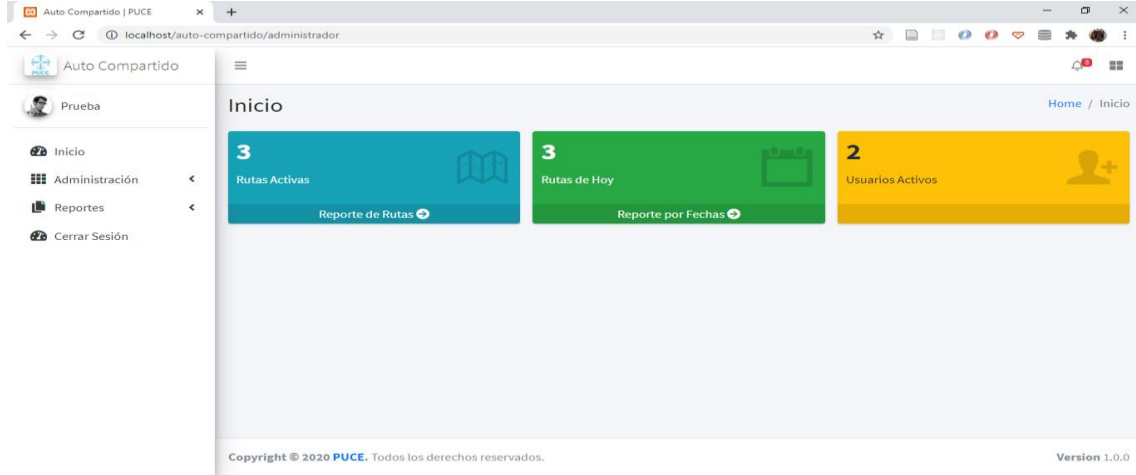 Auto Compartido | PUCE
localhost/auto-compartido/administrador
PUCE Auto Compartido
Prueba
Inicio
Home / Inicio
Inicio
Administración
Reportes
Cerrar Sesión
3
Rutas Activas
Reporte de Rutas
3
Rutas de Hoy
Reporte por Fechas
2
Usuarios Activos
Copyright © 2020 PUCE. Todos los derechos reservados.
Version 1.0.0